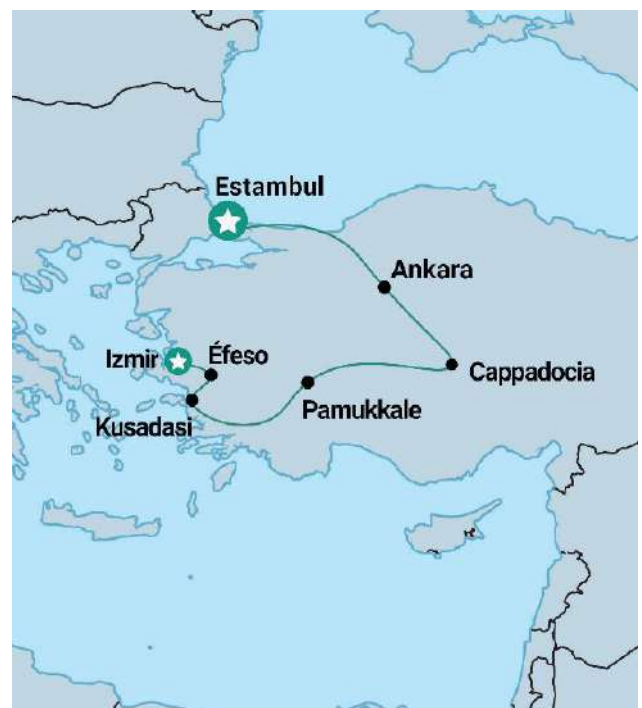 Estambul
Ankara
Izmir
Éfeso
Cappadocia
Pamukkale
Kusadasi